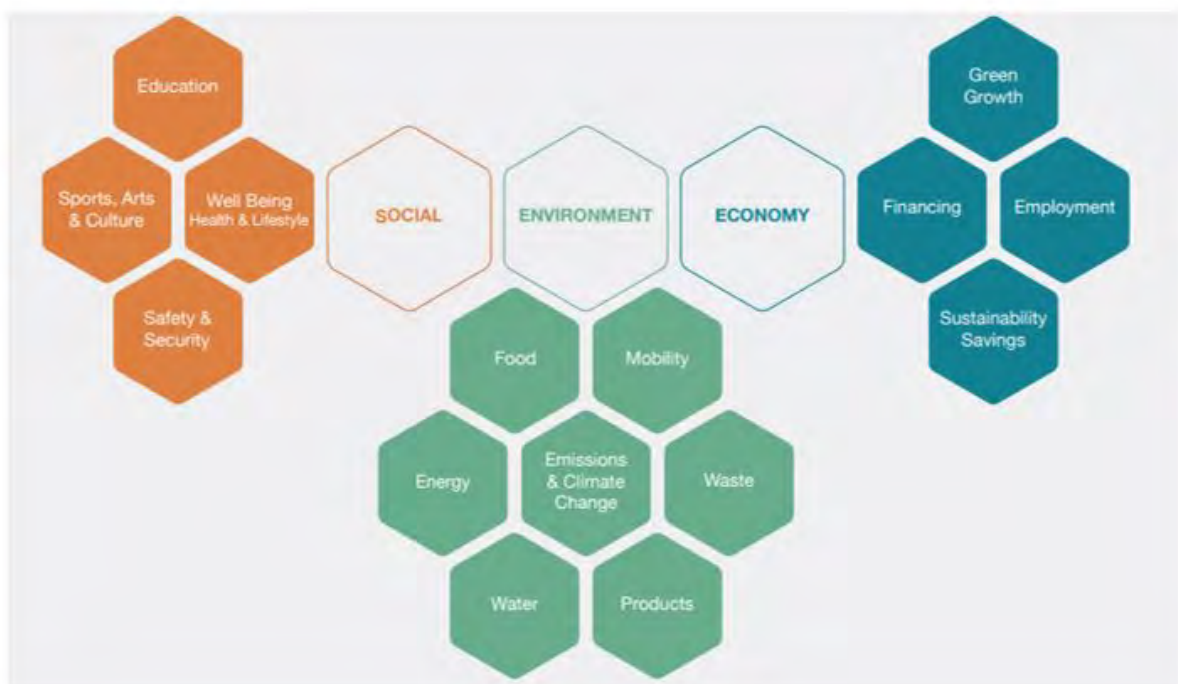 Education
Sports, Arts
& Culture
Well Being
Health & Lifestyle
Safety &
Security
SOCIAL
ENVIRONMENT
ECONOMY
Green
Growth
Financing
Employment
Sustainability
Savings
Food
Mobility
Energy
Emissions
& Climate
Change
Waste
Water
Products